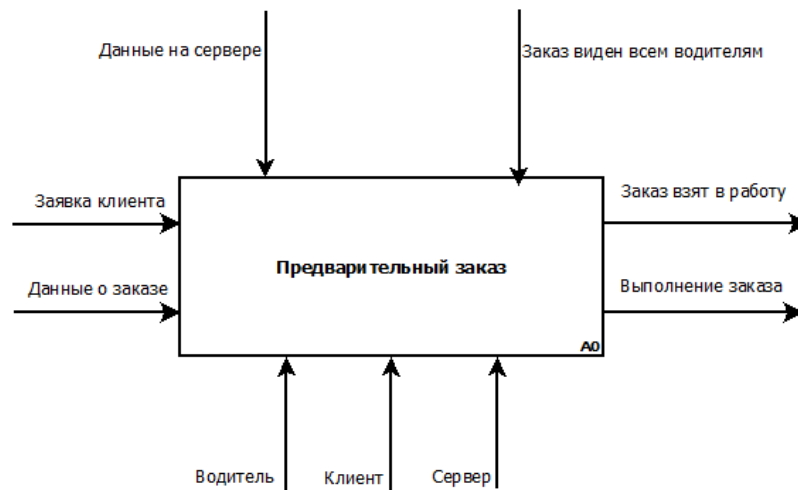 Данные на сервере
Заказ виден всем водителям
Заявка клиента
Заказ взят в работу
Предварительный заказ
Данные о заказе
Выполнение заказа
A0
Водитель
Клиент
Сервер